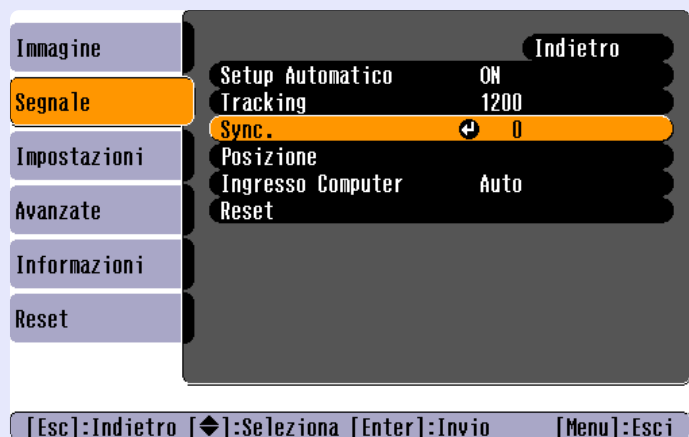 Immagine
Segnale
Impostazioni
Avanzate
Informazioni
Reset
Indietro
Setup Automatico ON
Tracking 1200
Sync. 0
Posizione
Ingresso Computer Auto
Reset
[Esc]:Indietro [◆]:Seleziona [Enter]:Invio [Menu]:Esci